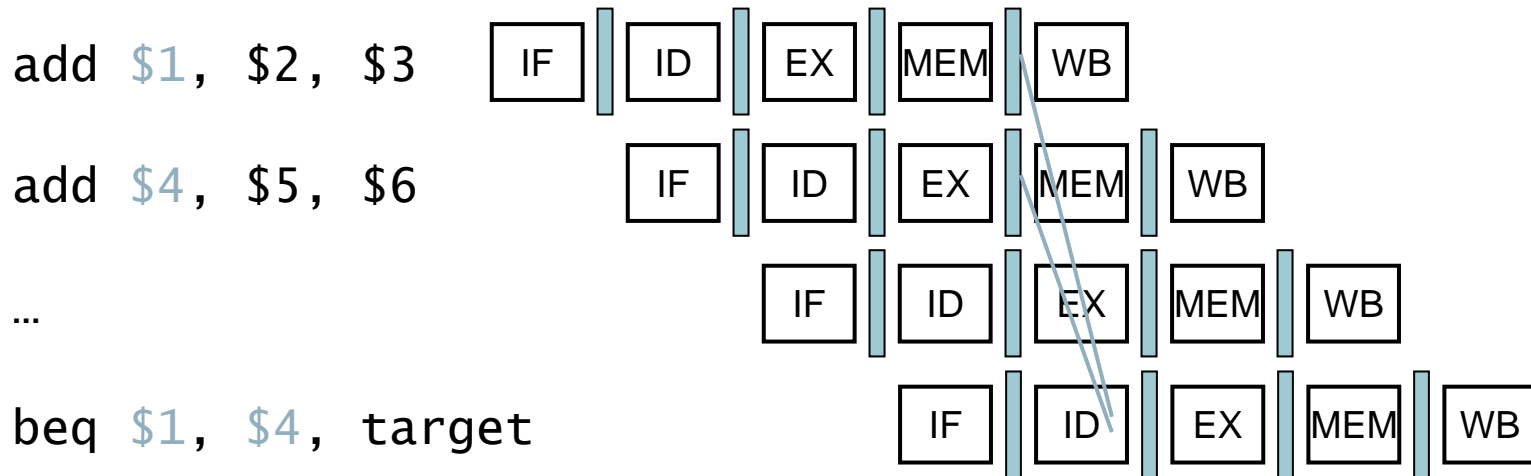 add $1, $2, $3 IF ID EX MEM WB
add $4, $5, $6 IF ID EX MEM WB
… IF ID EX MEM WB
beq $1, $4, target IF ID EX MEM WB